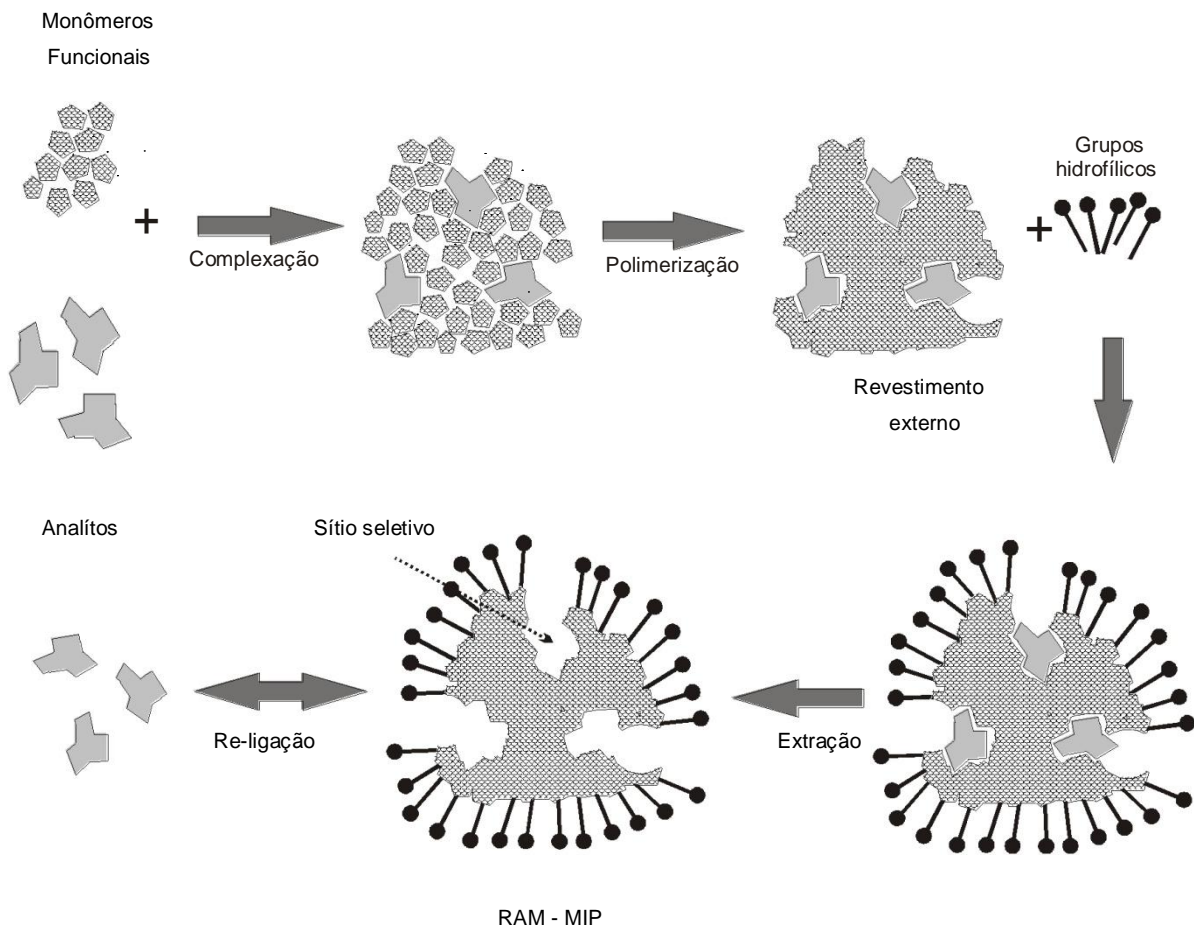 Monômeros
Funcionais
+
Complexação
Polimerização
+
Grupos
hidrofílicos
Revestimento
externo
Analítos
Sítio seletivo
Re-ligação
Extração
RAM - MIP